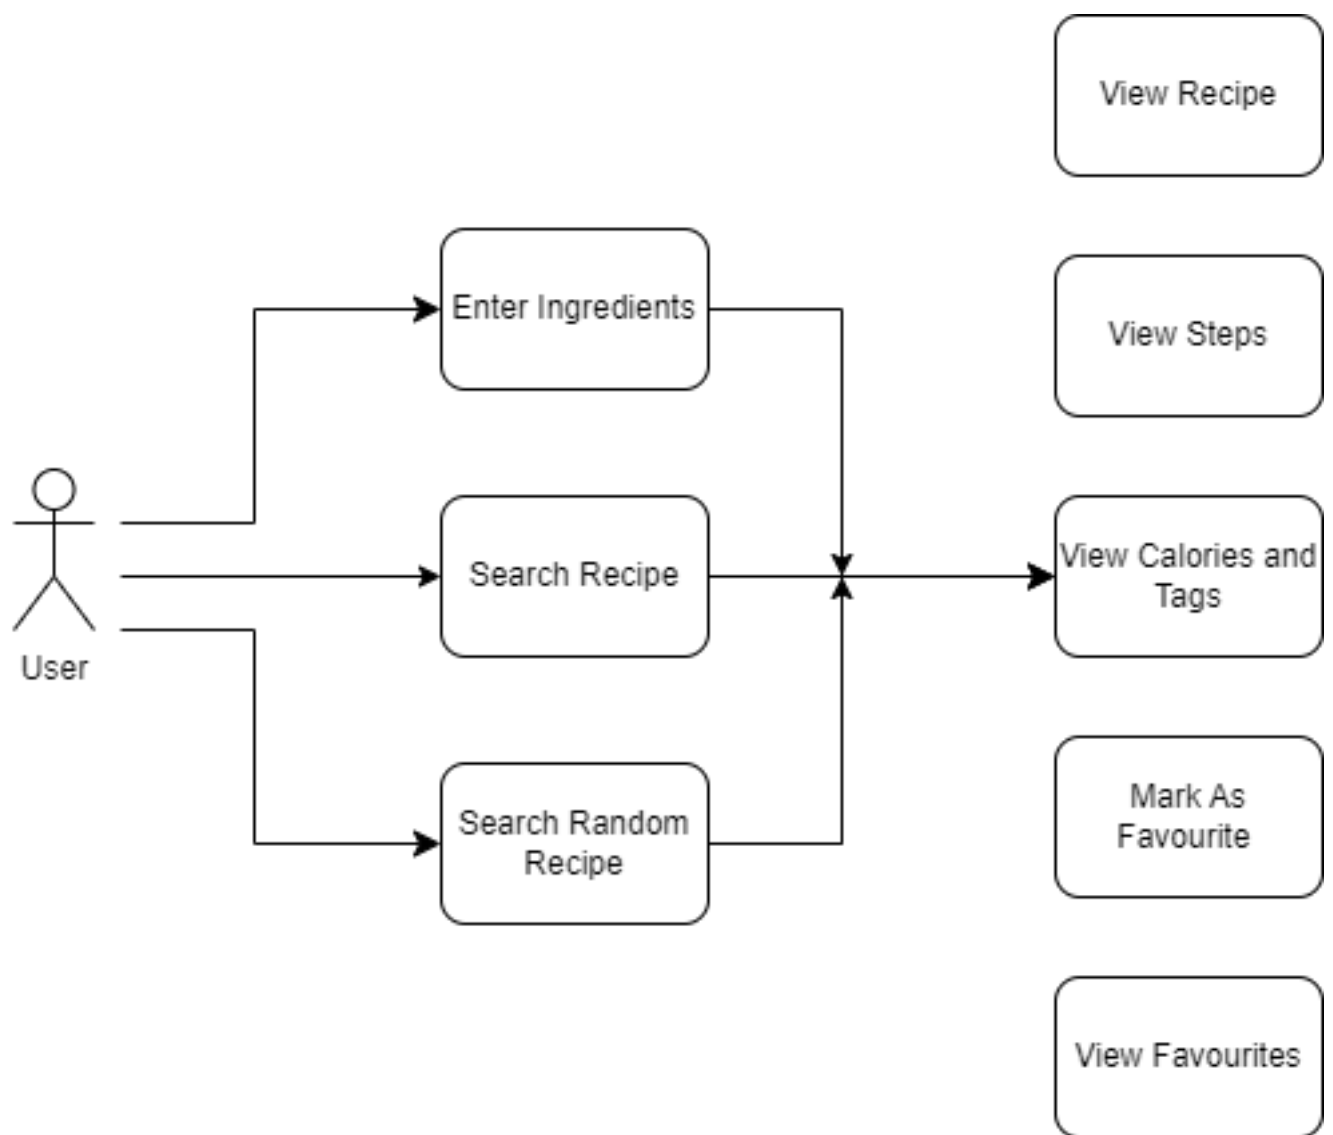 View Recipe
Enter Ingredients
View Steps
Search Recipe
View Calories and
Tags
User
Search Random
Recipe
Mark As
Favourite
View Favourites